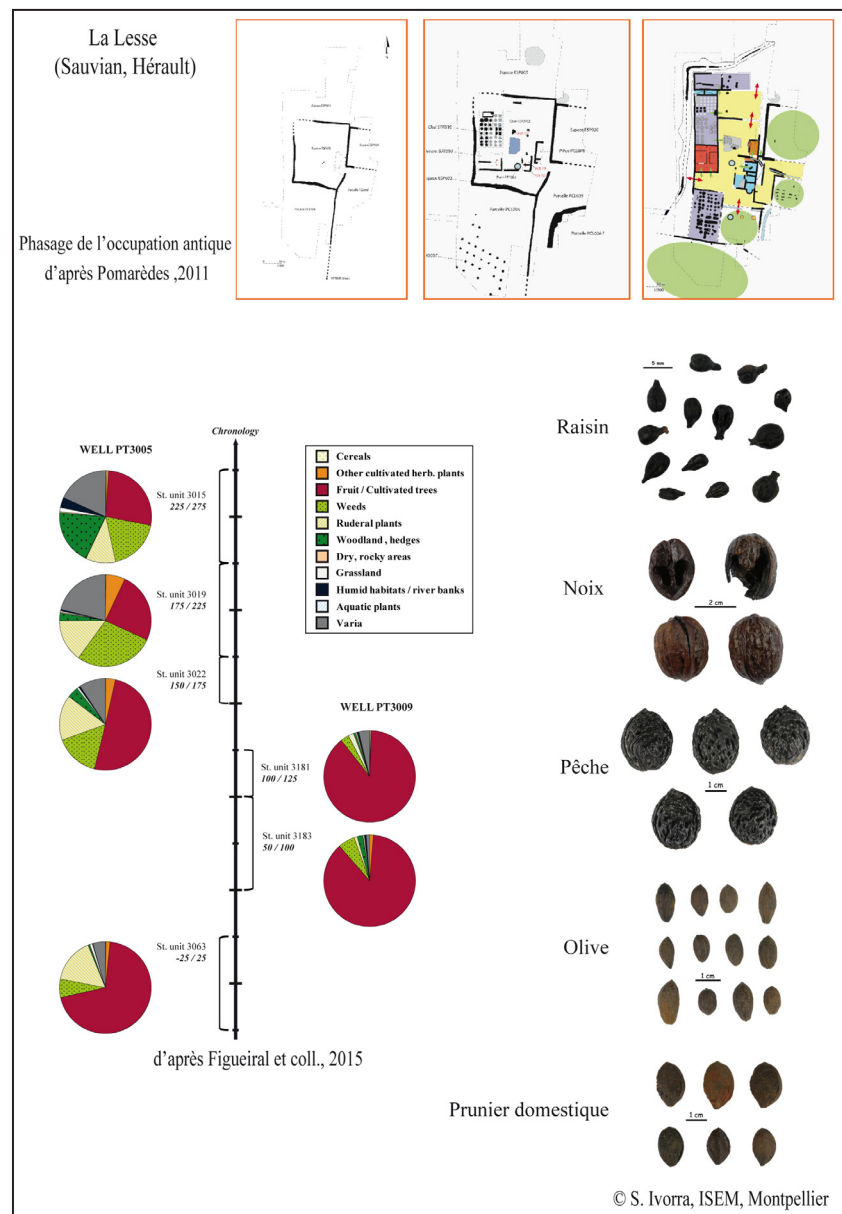 La Lesse
(Sauvian, Hérault)
Phasage de l'occupation antique
d'après Pomarèdes ,2011
Chronology
WELL PT3005
St. unit 3015
225 / 275
St. unit 3019
175 / 225
St. unit 3022
150 / 175
WELL PT3009
St. unit 3181
100 / 125
St. unit 3183
50 / 100
St. unit 3063
-25 / 25
Cereals
Other cultivated herb. plants
Fruit / Cultivated trees
Weeds
Ruderal plants
Woodland , hedges
Dry, rocky areas
Grassland
Humid habitats / river banks
Aquatic plants
Varia
d'après Figueiral et coll., 2015
Raisin
5 mm
Noix
2 cm
Pêche
1 cm
Olive
1 cm
Prunier domestique
1 cm
© S. Ivorra, ISEM, Montpellier